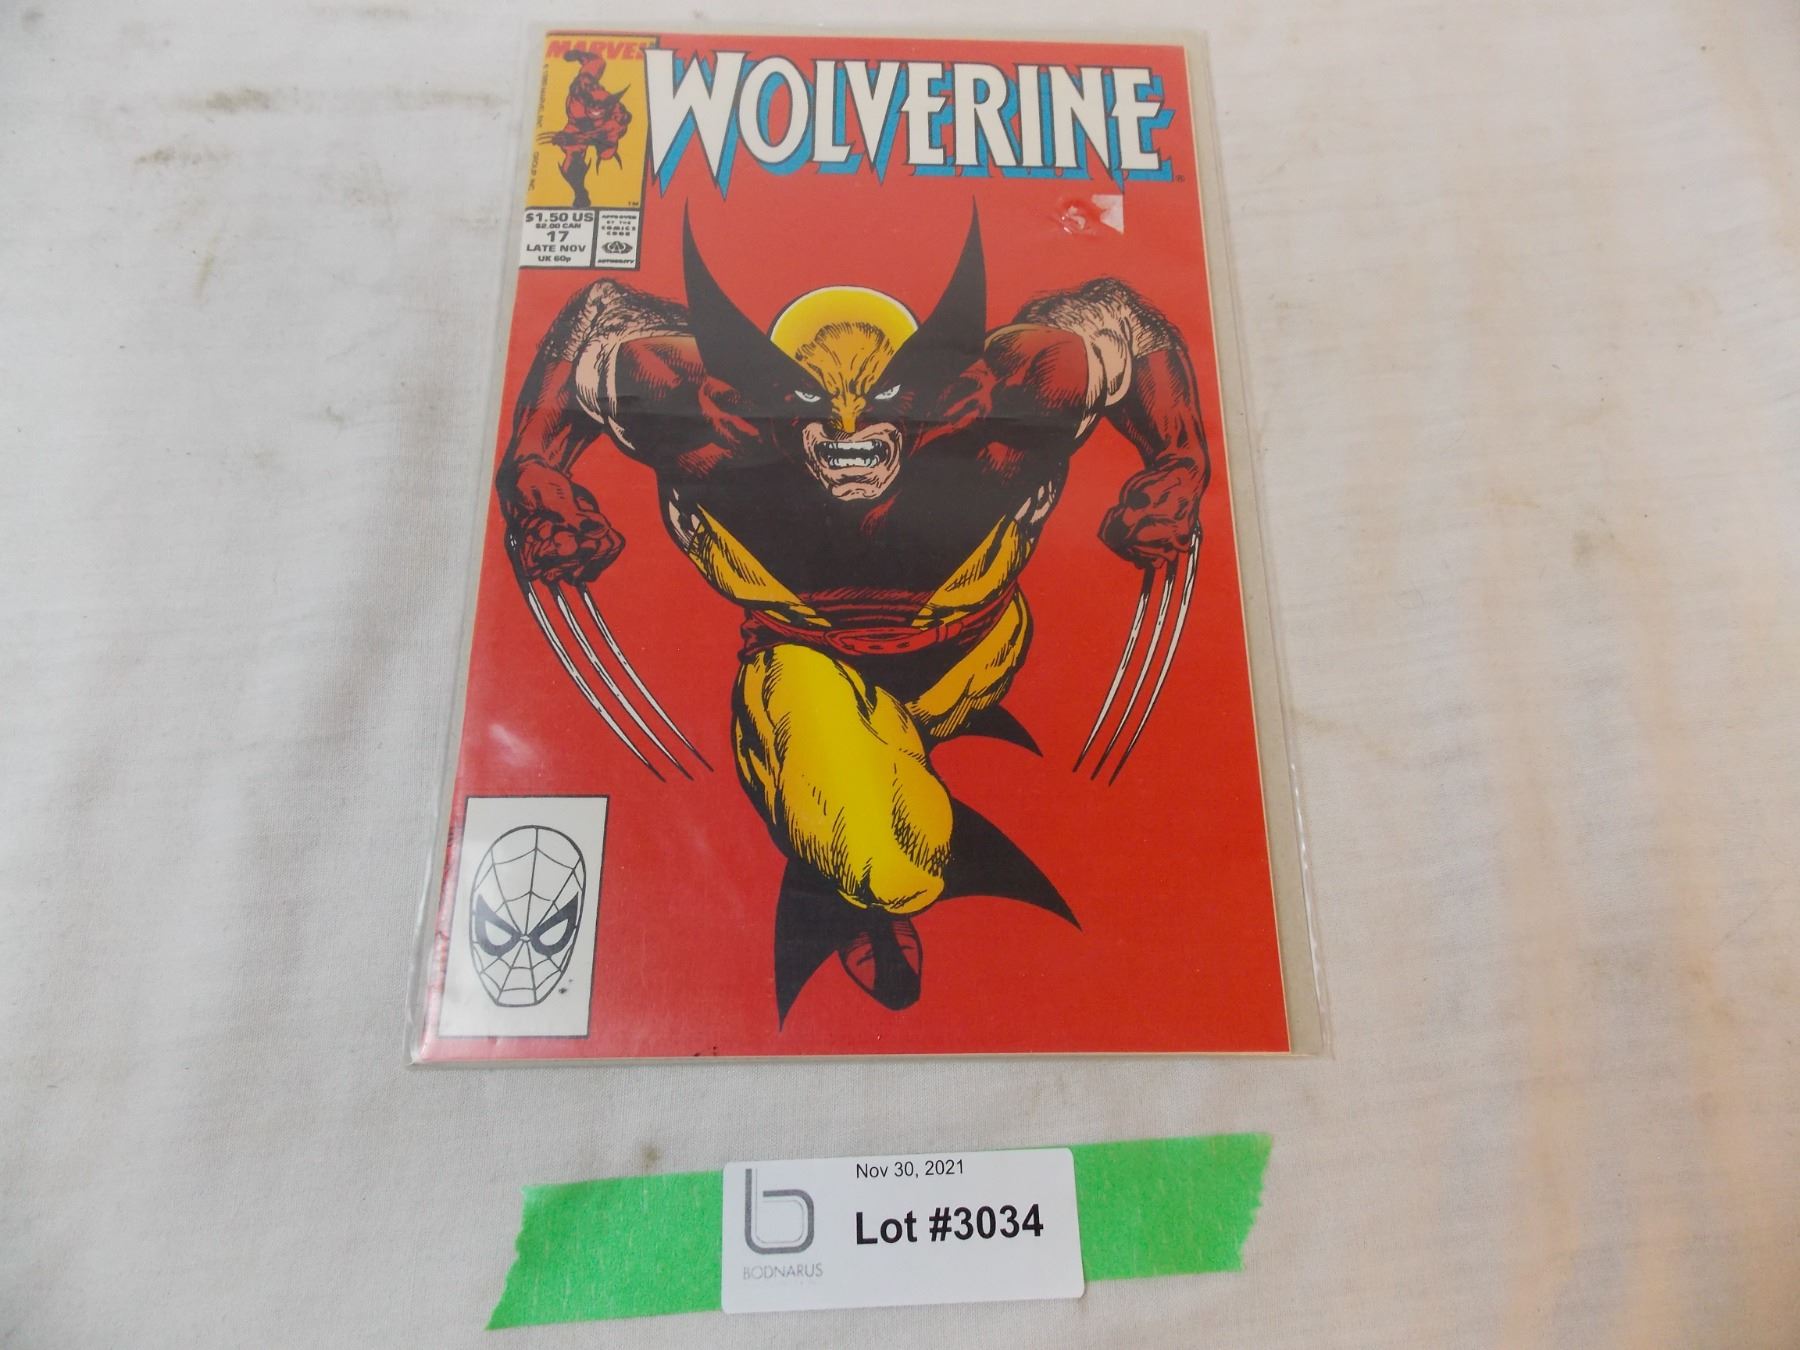 MARVEL
WOLVERINE
®
TM
$1.50 US
$2.00 CAN
17
LATE NOV
UK 60p
APPROVED
BY THE
COMICS
CODE
AUTHORITY
Nov 30, 2021
Lot #3034
BODNARUS